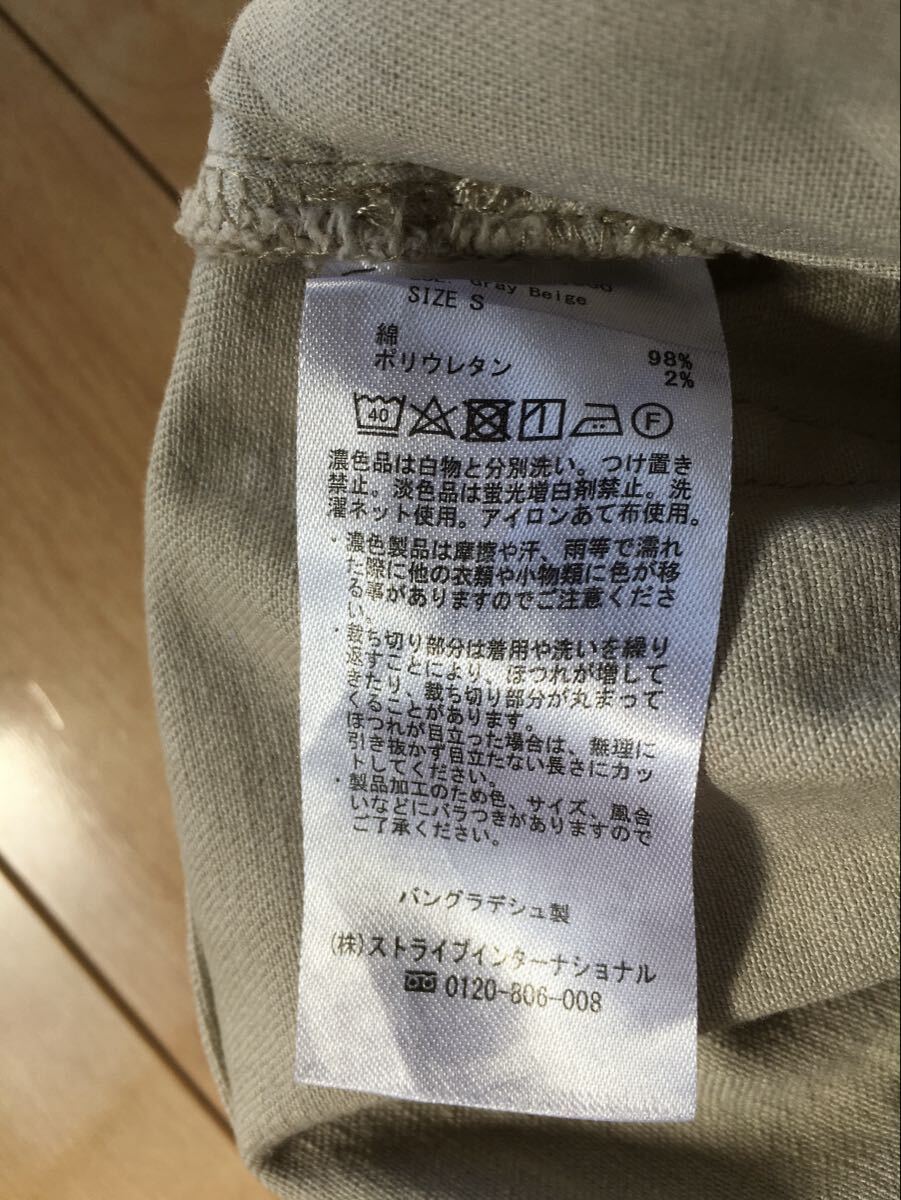 Gray Beige
SIZE S
綿 98%
ポリウレタン 2%
40 F
濃色品は白物と分別洗い。つけ置き
禁止。淡色品は蛍光増白剤禁止。洗
濯ネット使用。アイロンあて布使用。
・濃色製品は摩擦や汗、雨等で濡れ
た際に他の衣類や小物類に色が移
る事がありますのでご注意くださ
い。
・裁ち切り部分は着用や洗いを繰り
返すことにより、ほつれが増して
きたり、裁ち切り部分が丸まって
くることがあります。
ほつれが目立った場合は、無理に
引き抜かず目立たない長さにカッ
トしてください。
・製品加工のため色、サイズ、風合
いなどにバラつきがありますので
ご了承ください。
バングラデシュ製
(株)ストライプインターナショナル
0120-806-008